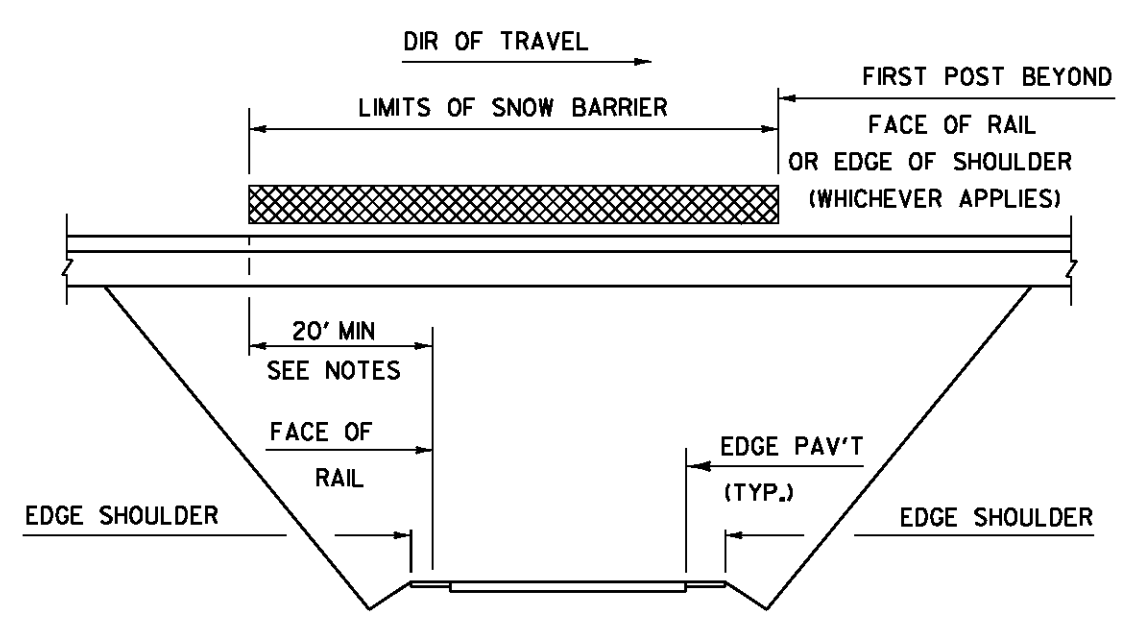 DIR OF TRAVEL
LIMITS OF SNOW BARRIER
FIRST POST BEYOND
FACE OF RAIL
OR EDGE OF SHOULDER
(WHICHEVER APPLIES)
20' MIN
SEE NOTES
FACE OF
RAIL
EDGE PAV'T
(TYP.)
EDGE SHOULDER
EDGE SHOULDER